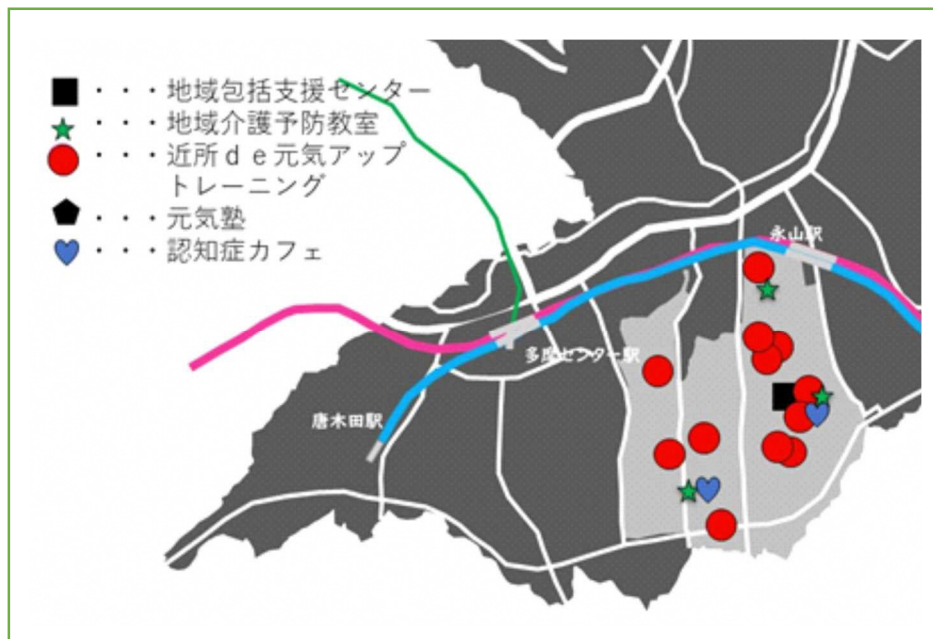 ・・・地域包括支援センター
・・・地域介護予防教室
・・・近所ｄｅ元気アップ
トレーニング
・・・元気塾
・・・認知症カフェ
永山駅
多摩センター駅
唐木田駅